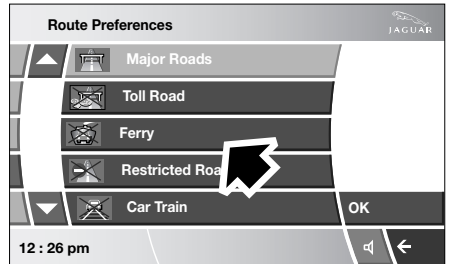 Route Preferences
JAGUAR
Major Roads
Toll Road
Ferry
Restricted Roa
Car Train
OK
12 : 26 pm